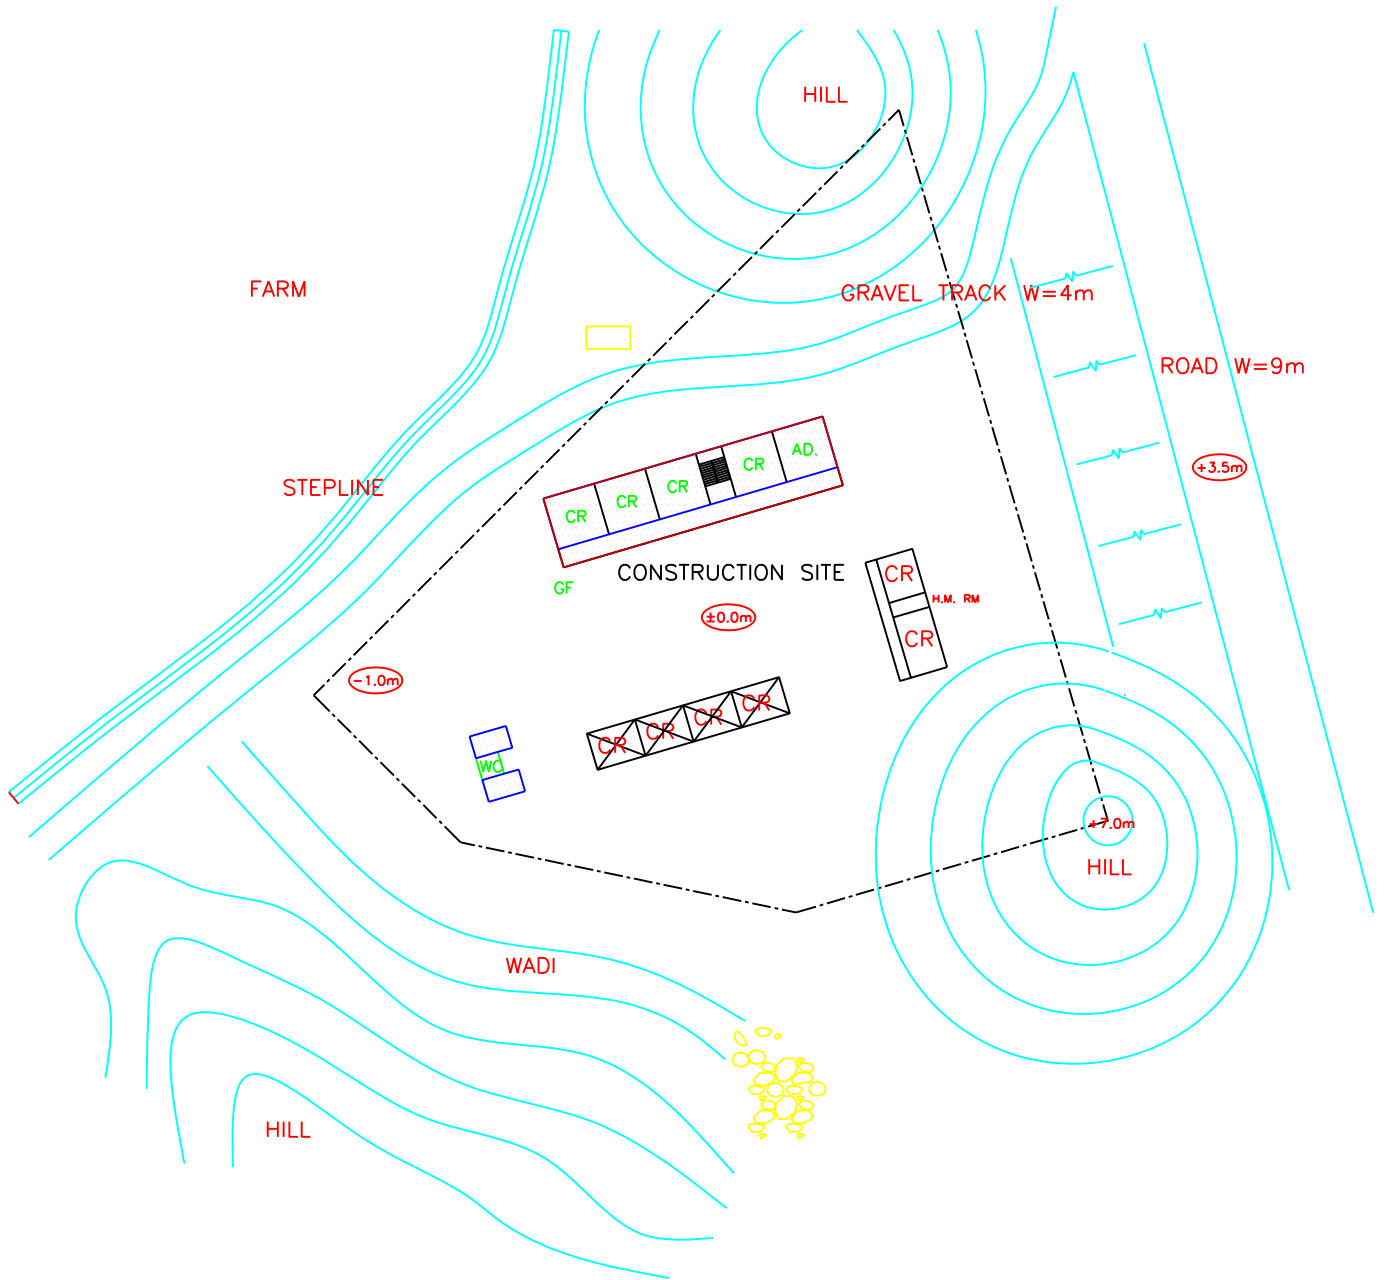 HILL
FARM
GRAVEL TRACK W=4m
ROAD W=9m
AD.
CR
CR
+3.5m
STEPLINE
CR
CR
CONSTRUCTION SITE
CR
GF
H.M. RM
±0.0m
CR
-1.0m
CR
CR
CR
CR
WC
+7.0m
HILL
WADI
HILL